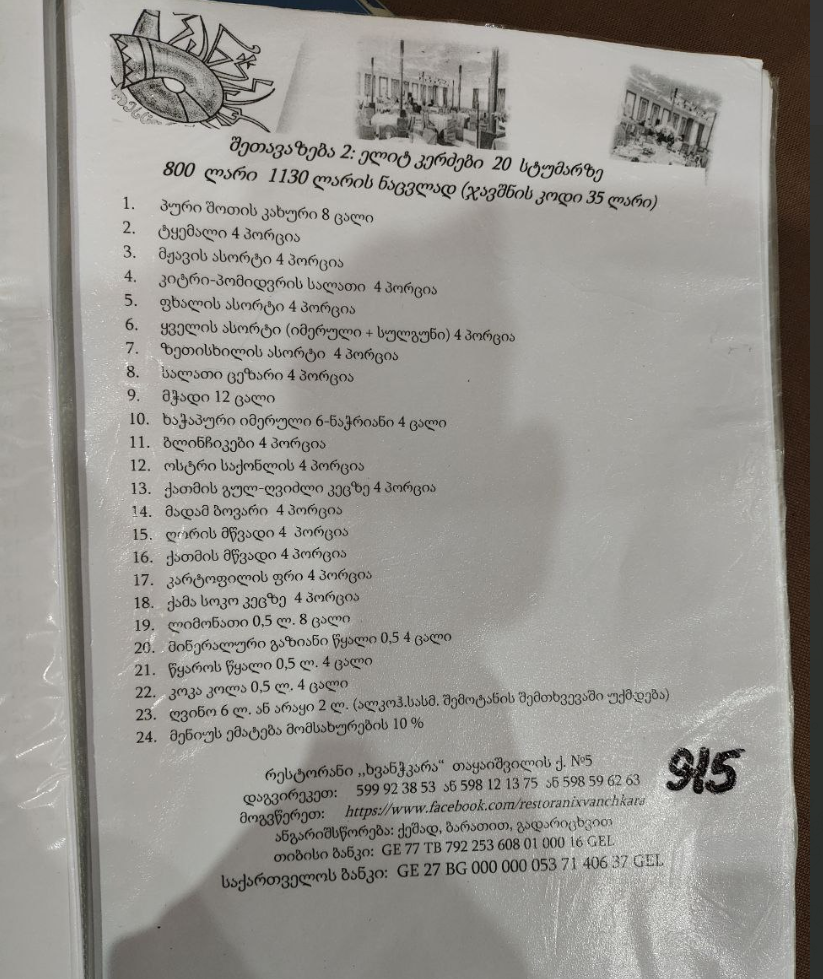 შეთავაზება 2: ელიტ კერძები 20 სტუმარზე
800 ლარი 1130 ლარის ნაცვლად (ჯავშნის კოდი 35 ლარი)
1. პური შოთის კახური 8 ცალი
2. ტყემალი 4 პორცია
3. მჟავის ასორტი 4 პორცია
4. კიტრი-პომიდვრის სალათი 4 პორცია
5. ფხალის ასორტი 4 პორცია
6. ყველის ასორტი (იმერული + სულგუნი) 4 პორცია
7. ზეთისხილის ასორტი 4 პორცია
8. სალათი ცეზარი 4 პორცია
9. მჭადი 12 ცალი
10. ხაჭაპური იმერული 6-ნაჭრიანი 4 ცალი
11. ბლინჩიკები 4 პორცია
12. ოსტრი საქონლის 4 პორცია
13. ქათმის გულ-ღვიძლი კეცზე 4 პორცია
14. მადამ ბოვარი 4 პორცია
15. ღორის მწვადი 4 პორცია
16. ქათმის მწვადი 4 პორცია
17. კარტოფილის ფრი 4 პორცია
18. ქამა სოკო კეცზე 4 პორცია
19. ლიმონათი 0,5 ლ. 8 ცალი
20. მინერალური გაზიანი წყალი 0,5 4 ცალი
21. წყაროს წყალი 0,5 ლ. 4 ცალი
22. კოკა კოლა 0,5 ლ. 4 ცალი
23. ღვინო 6 ლ. ან არაყი 2 ლ. (ალკოჰ.სასმ. შემოტანის შემთხვევაში უქმდება)
24. მენიუს ემატება მომსახურების 10 %
რესტორანი „ხვანჭკარა“ თაყაიშვილის ქ. №5
დაგვირეკეთ: 599 92 38 53 ან 598 12 13 75 ან 598 59 62 63
მოგვწერეთ: https://www.facebook.com/restoranixvanchkara
ანგარიშსწორება: ქეშად, ბარათით, გადარიცხვით
თიბისი ბანკი: GE 77 TB 792 253 608 01 000 16 GEL
საქართველოს ბანკი: GE 27 BG 000 000 053 71 406 37 GEL
915